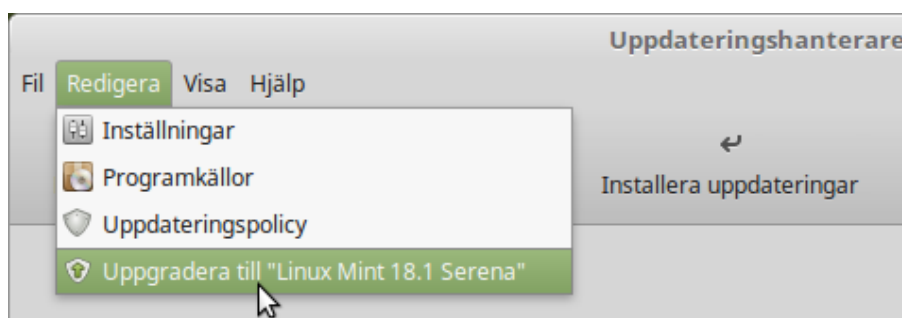 Uppdateringshanterare
Fil Redigera Visa Hjälp
Inställningar
Programkällor
Installera uppdateringar
Uppdateringspolicy
Uppgradera till "Linux Mint 18.1 Serena"